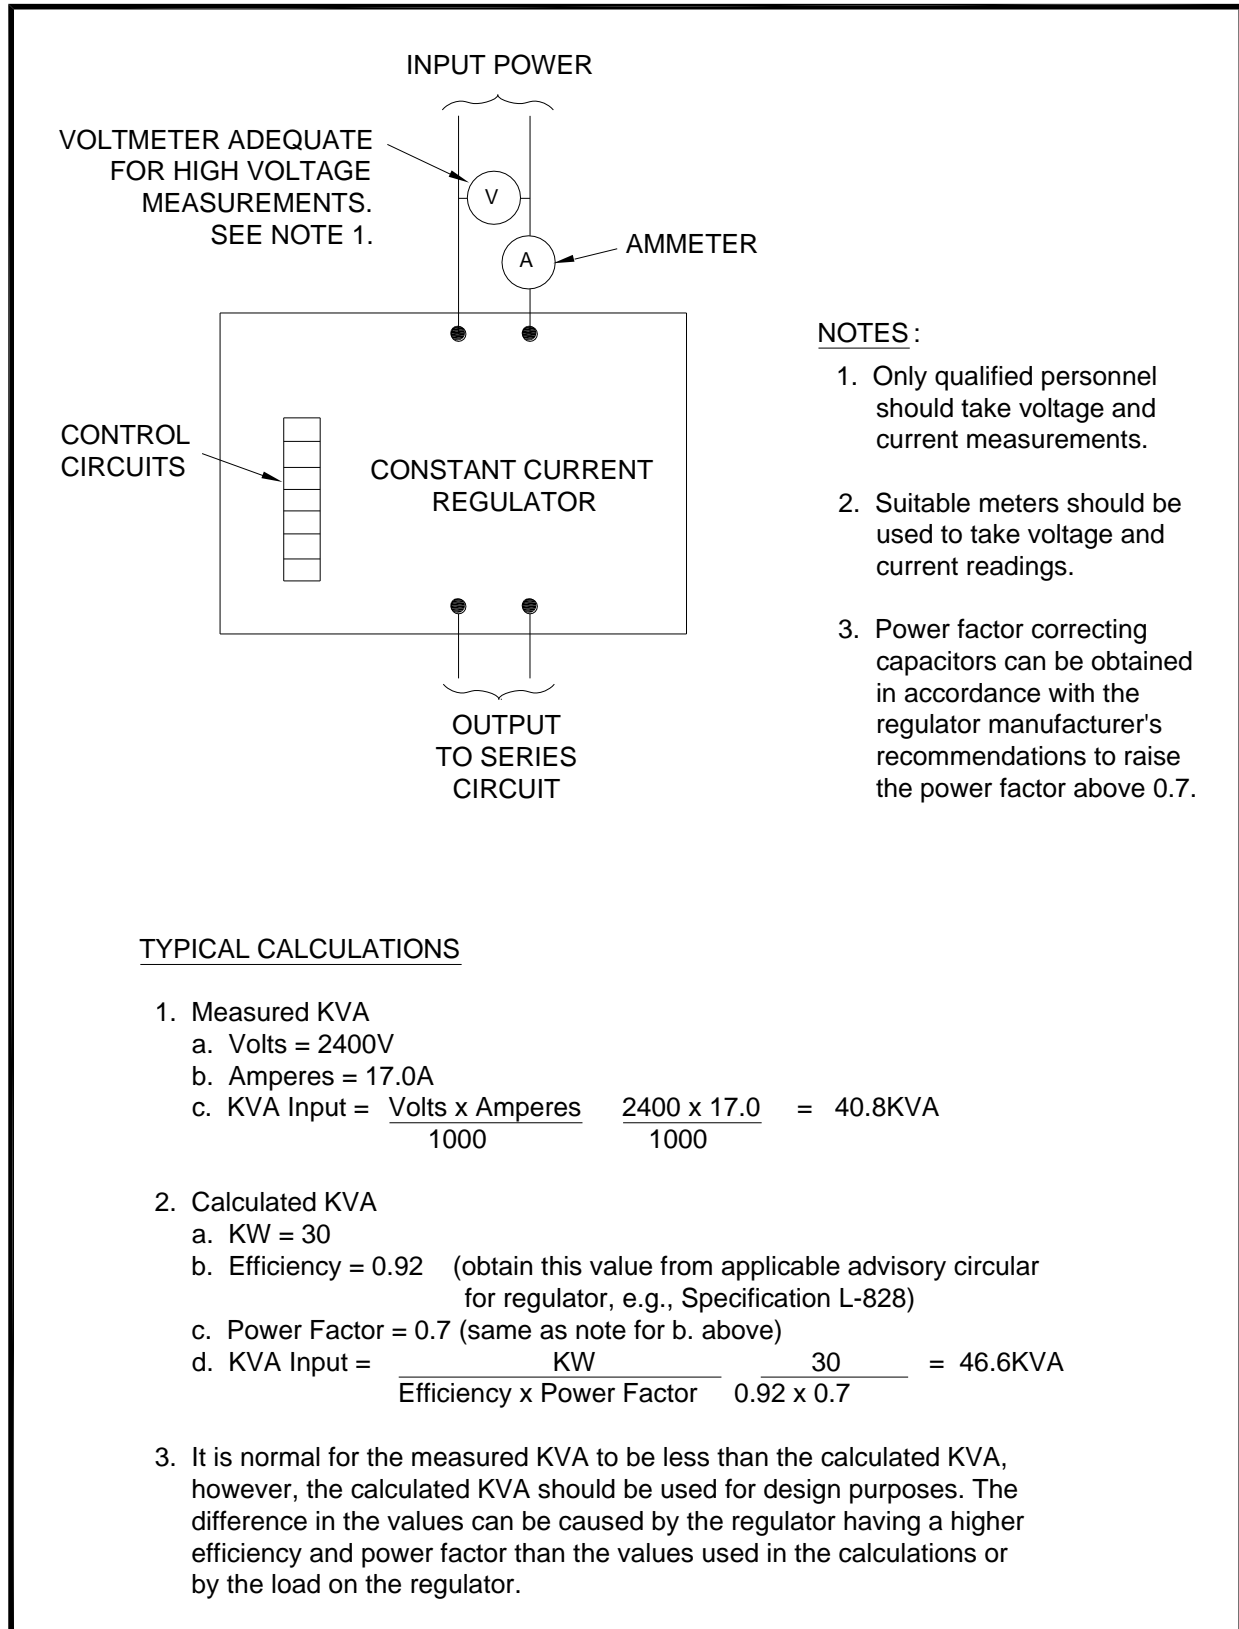 INPUT POWER
VOLTMETER ADEQUATE
FOR HIGH VOLTAGE
MEASUREMENTS.
SEE NOTE 1.
V
A
AMMETER
CONTROL
CIRCUITS
CONSTANT CURRENT
REGULATOR
OUTPUT
TO SERIES
CIRCUIT
NOTES:
1. Only qualified personnel
should take voltage and
current measurements.
2. Suitable meters should be
used to take voltage and
current readings.
3. Power factor correcting
capacitors can be obtained
in accordance with the
regulator manufacturer's
recommendations to raise
the power factor above 0.7.
TYPICAL CALCULATIONS
1. Measured KVA
a. Volts = 2400V
b. Amperes = 17.0A
c. KVA Input = Volts x Amperes 2400 x 17.0 = 40.8KVA
1000 1000
2. Calculated KVA
a. KW = 30
b. Efficiency = 0.92 (obtain this value from applicable advisory circular
for regulator, e.g., Specification L-828)
c. Power Factor = 0.7 (same as note for b. above)
d. KVA Input = KW 30 = 46.6KVA
Efficiency x Power Factor 0.92 x 0.7
3. It is normal for the measured KVA to be less than the calculated KVA,
however, the calculated KVA should be used for design purposes. The
difference in the values can be caused by the regulator having a higher
efficiency and power factor than the values used in the calculations or
by the load on the regulator.